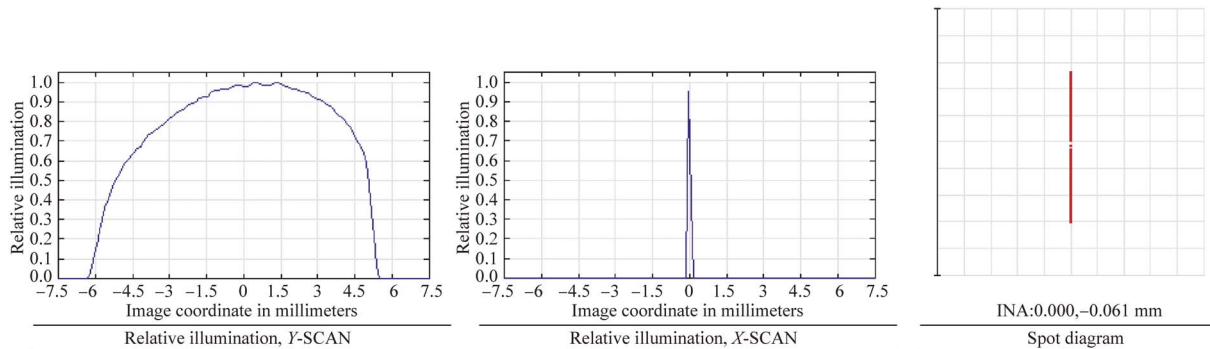 Relative illumination
1.0
0.9
0.8
0.7
0.6
0.5
0.4
0.3
0.2
0.1
0.0
−7.5 −6 −4.5 −3 −1.5 0 1.5 3 4.5 6 7.5
Image coordinate in millimeters
Relative illumination, Y-SCAN
Relative illumination
1.0
0.9
0.8
0.7
0.6
0.5
0.4
0.3
0.2
0.1
0.0
−7.5 −6 −4.5 −3 −1.5 0 1.5 3 4.5 6 7.5
Image coordinate in millimeters
Relative illumination, X-SCAN
INA:0.000,−0.061 mm
Spot diagram